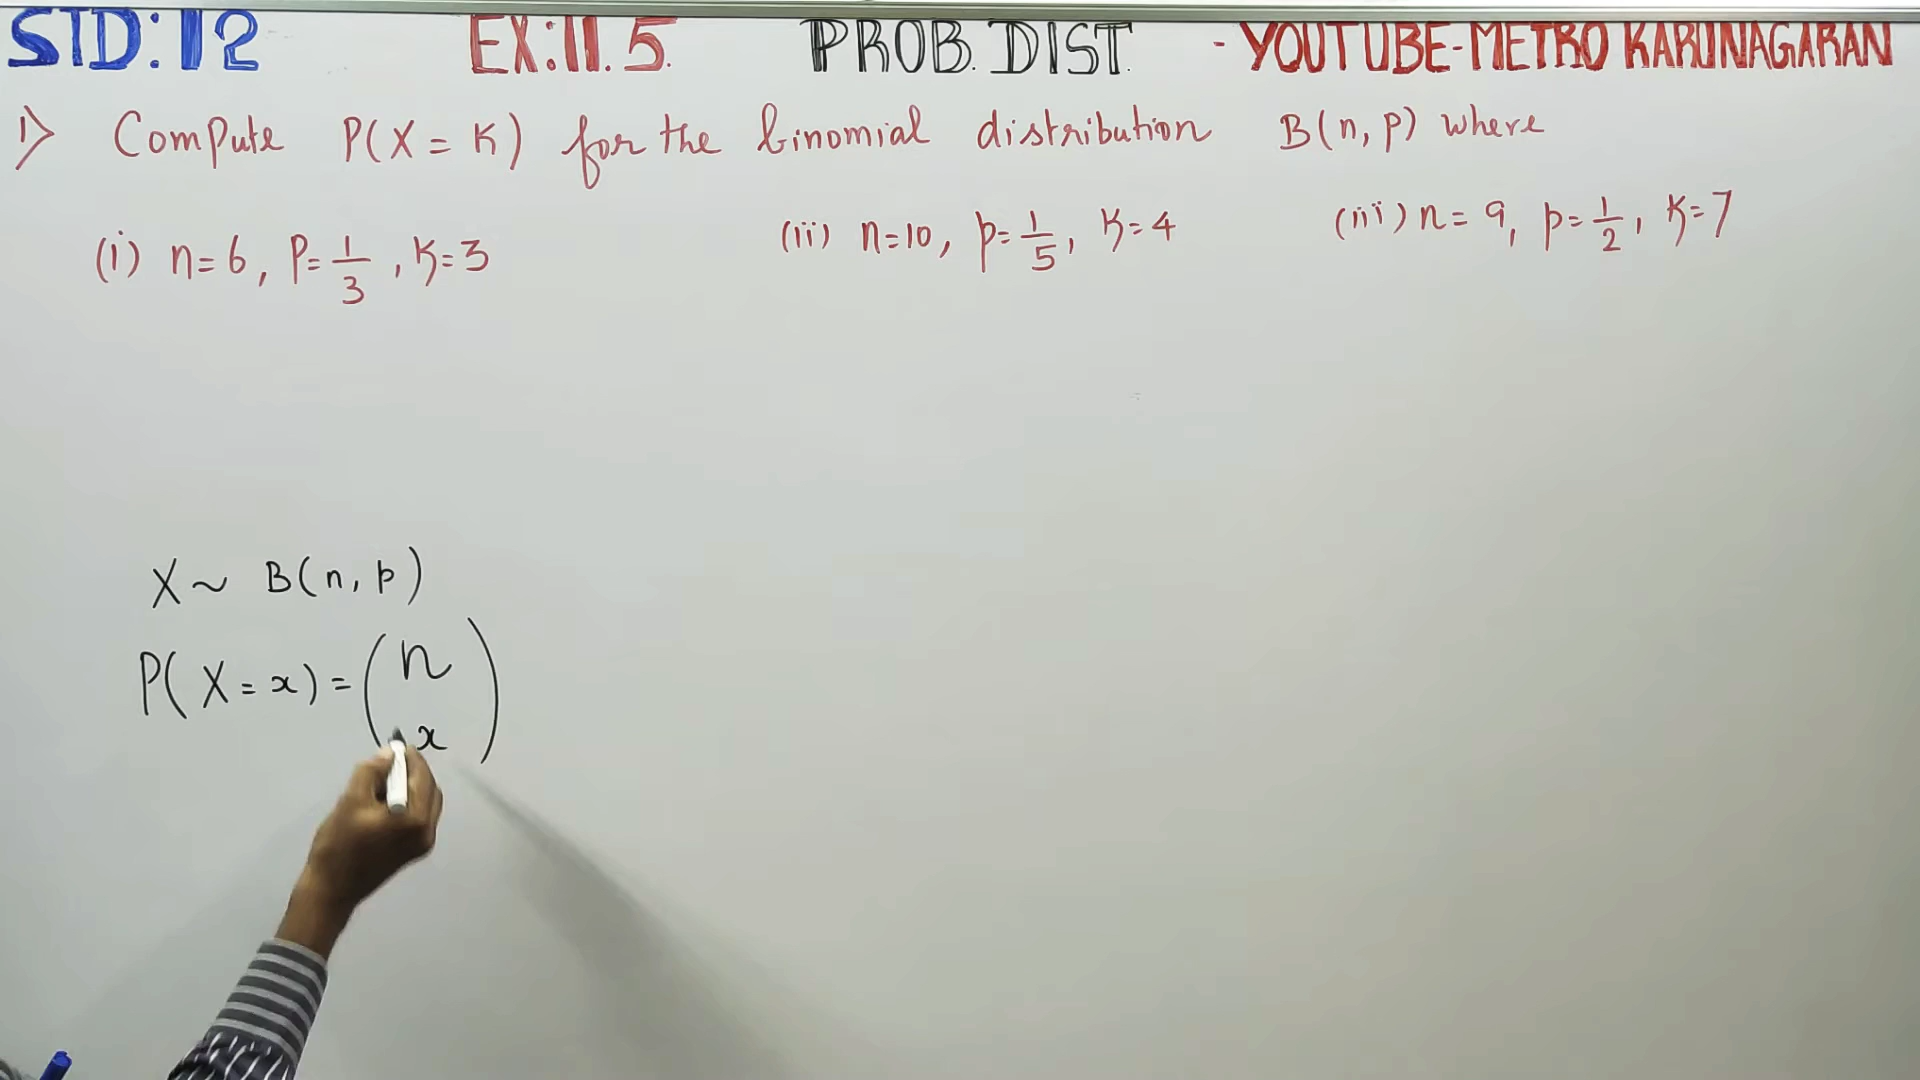 STD:12 EX:11.5. PROB. DIST. - YOUTUBE-METRO KARUNAGARAN
1) Compute P(X = K) for the binomial distribution B(n, p) where
(i) n=6, P=1/3, K=3 (ii) n=10, p=1/5, K=4 (iii) n=9, p=1/2, K=7
X ~ B(n, p)
P(X = x) = (n
x)